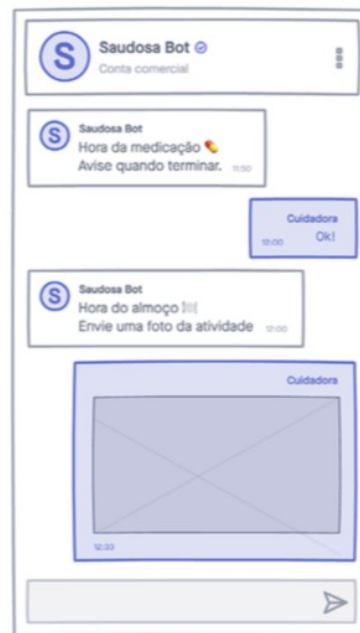 S
Saudosa Bot
Conta comercial
S
Saudosa Bot
Hora da medicação 💊
Avise quando terminar. 11:50
Cuidadora
12:00 Ok!
S
Saudosa Bot
Hora do almoço 🍽
Envie uma foto da atividade 12:00
Cuidadora
12:33